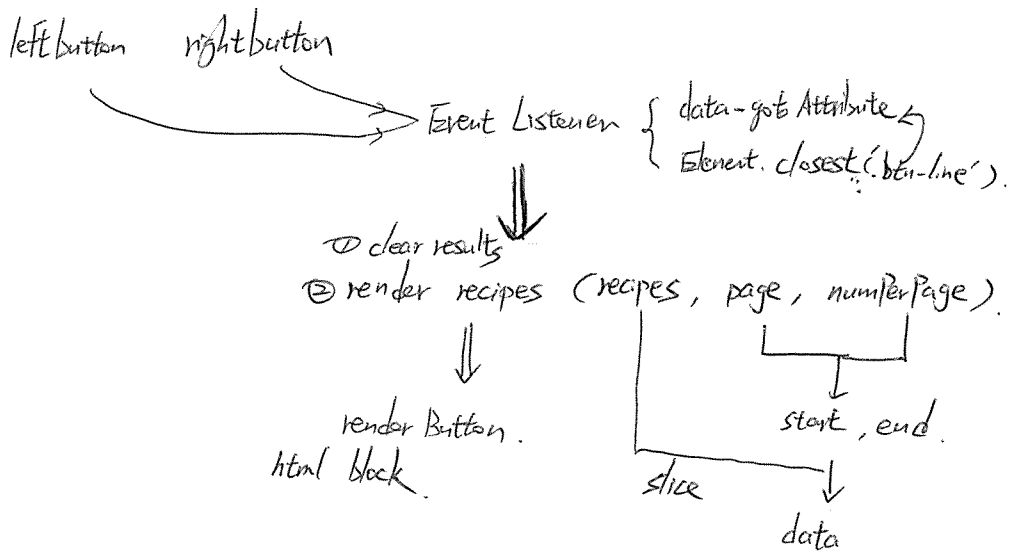 left button right button
Event Listener { data-goto Attribute
Element.closest('.btn-line').
① clear results
② render recipes (recipes, page, numPerPage).
render Button.
html block.
start, end.
slice
data